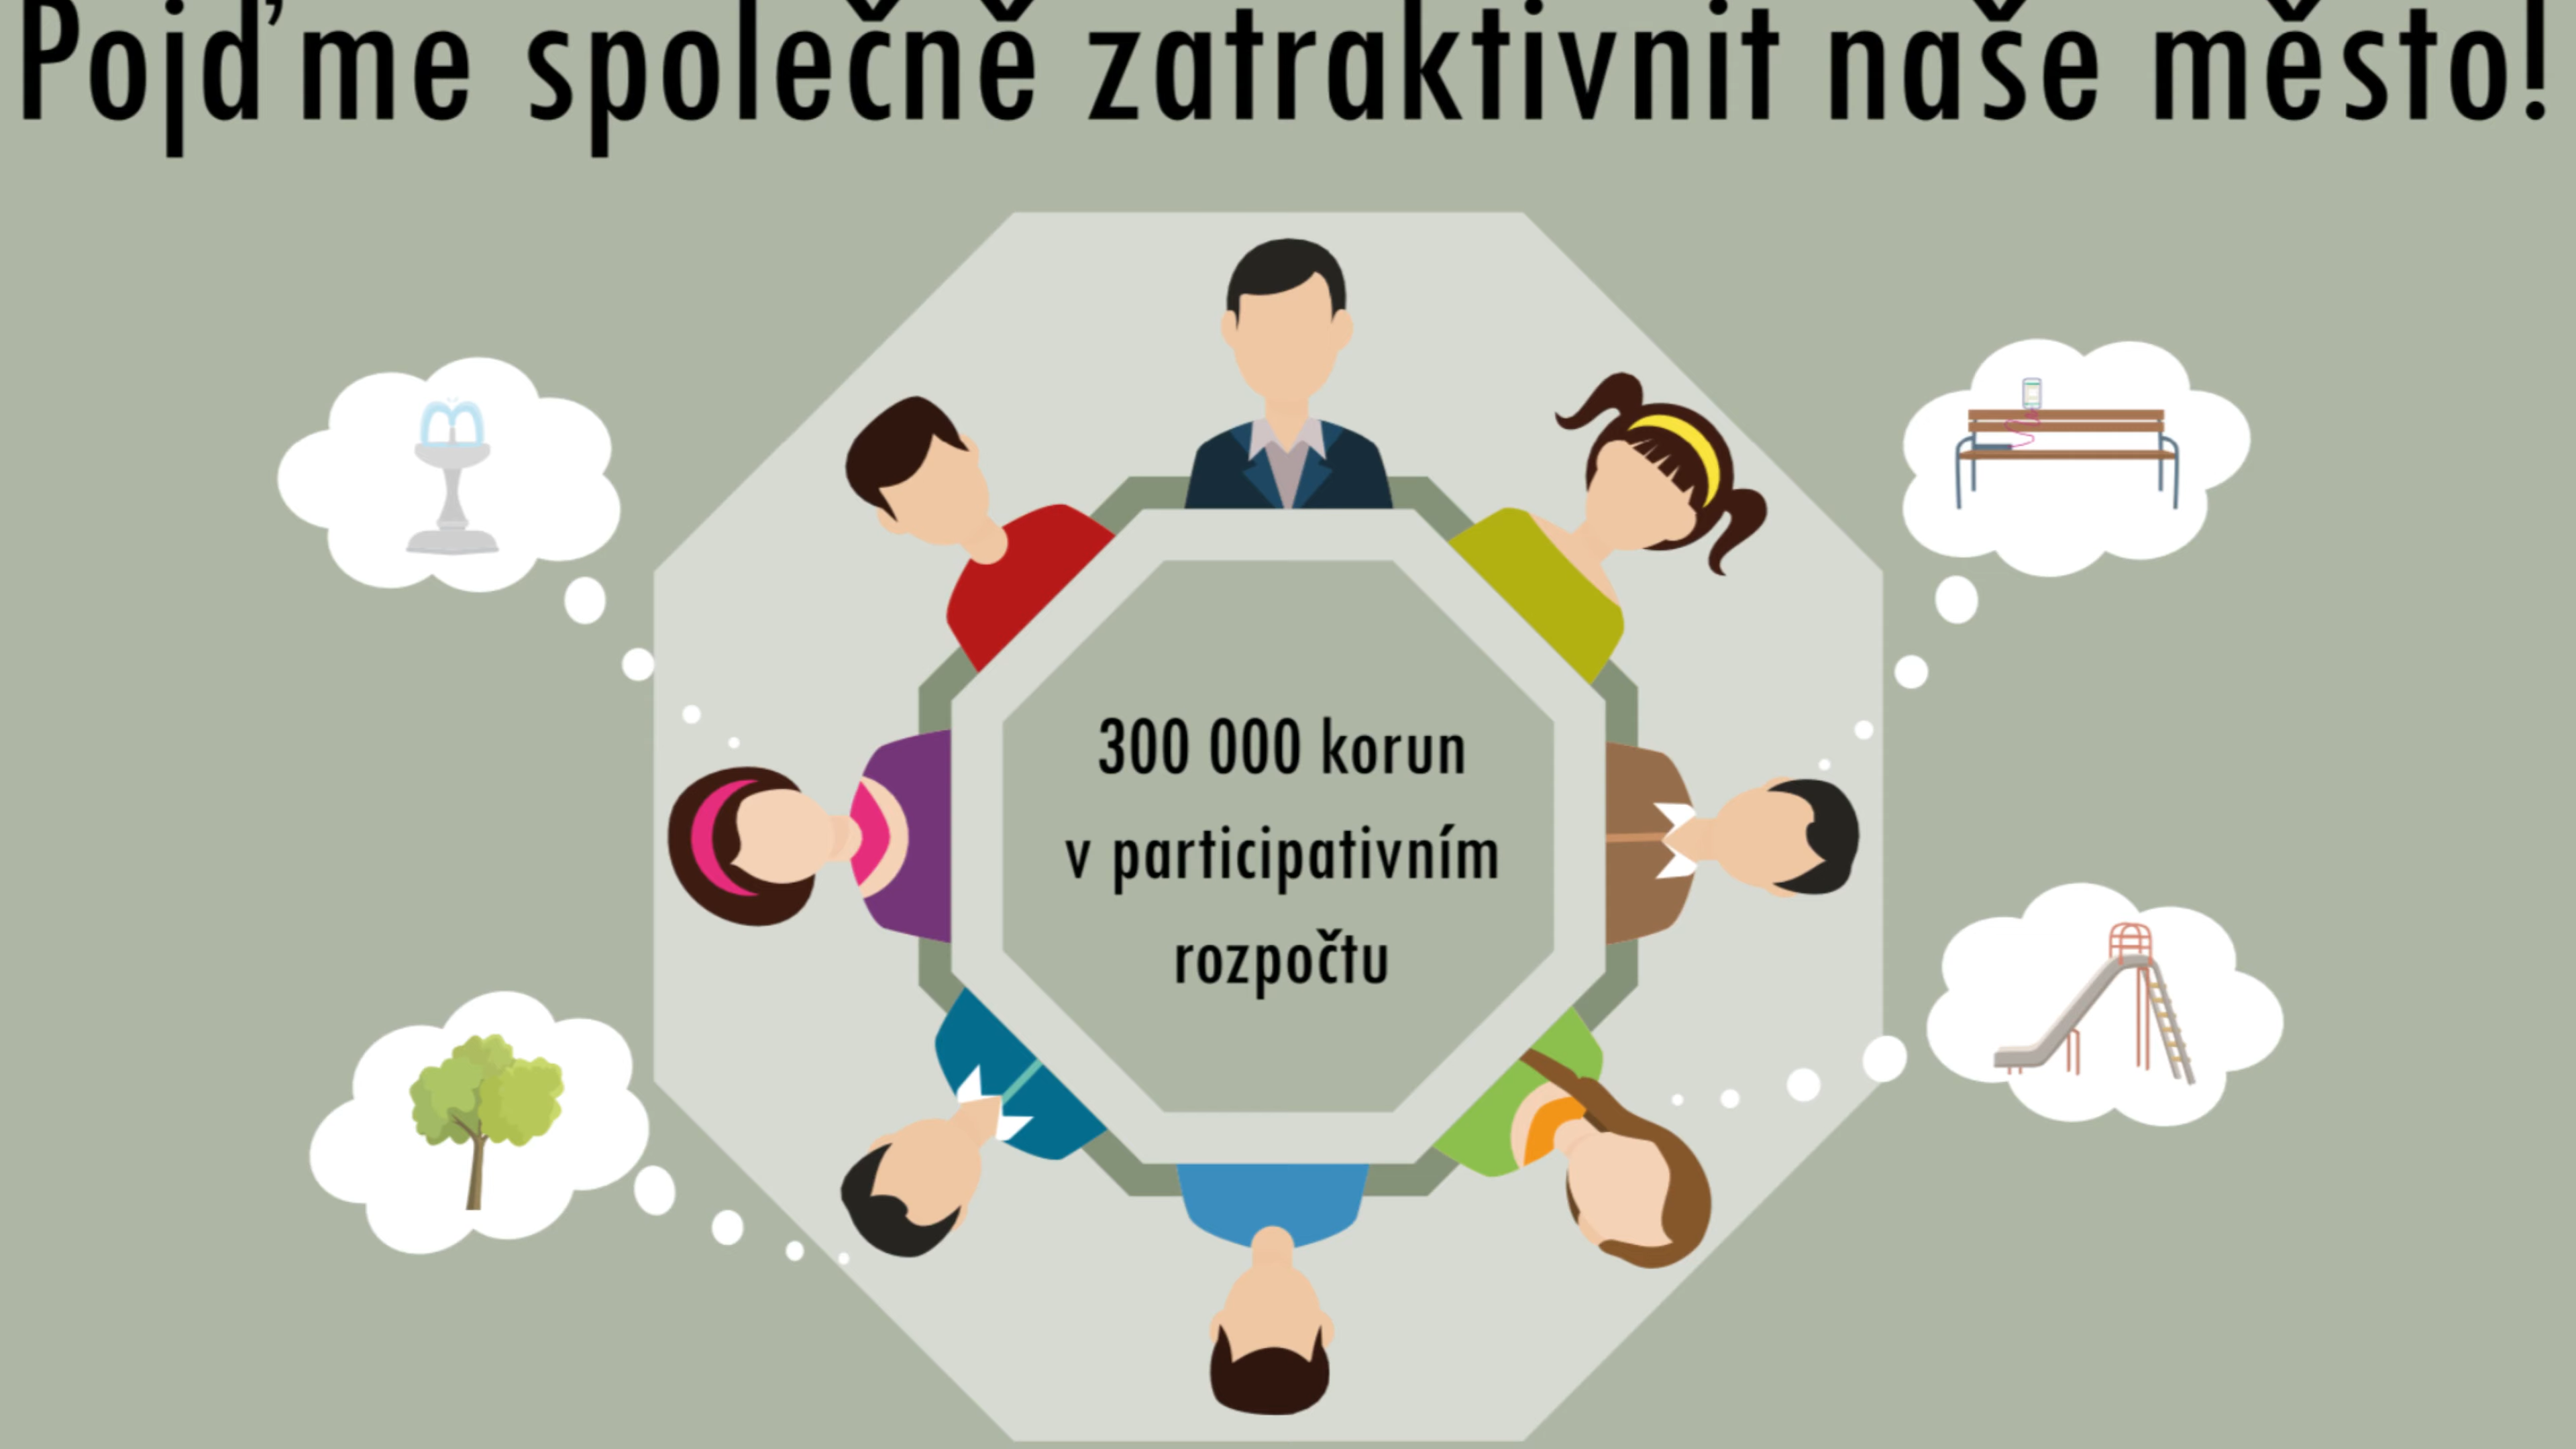 Pojďme společně zatraktivnit naše město!
300 000 korun
v participativním
rozpočtu